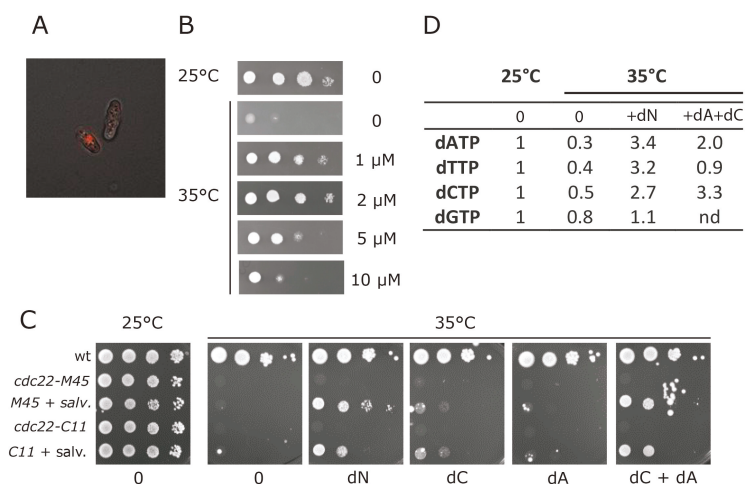 A
B
D
25°C
0
0
1 µM
35°C
2 µM
5 µM
10 µM
25°C 35°C
0 0 +dN +dA+dC
dATP 1 0.3 3.4 2.0
dTTP 1 0.4 3.2 0.9
dCTP 1 0.5 2.7 3.3
dGTP 1 0.8 1.1 nd
C
25°C 35°C
wt
cdc22-M45
M45 + salv.
cdc22-C11
C11 + salv.
0 0 dN dC dA dC + dA